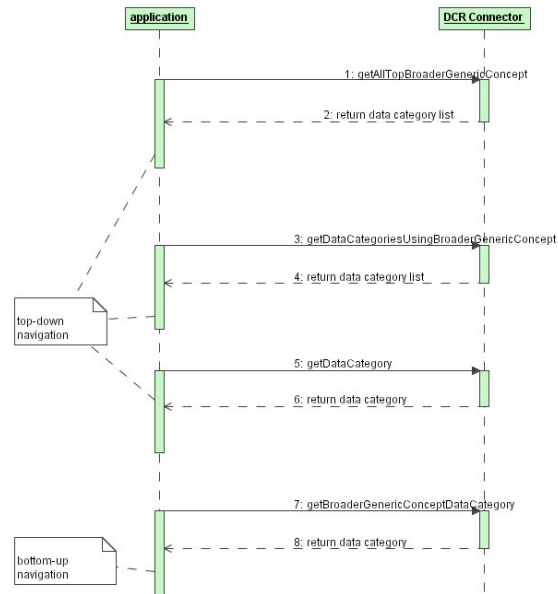 application
DCR Connector
1: getAllTopBroaderGenericConcept
2: return data category list
3: getDataCategoriesUsingBroaderGenericConcept
4: return data category list
top-down
navigation
5: getDataCategory
6: return data category
7: getBroaderGenericConceptDataCategory
8: return data category
bottom-up
navigation